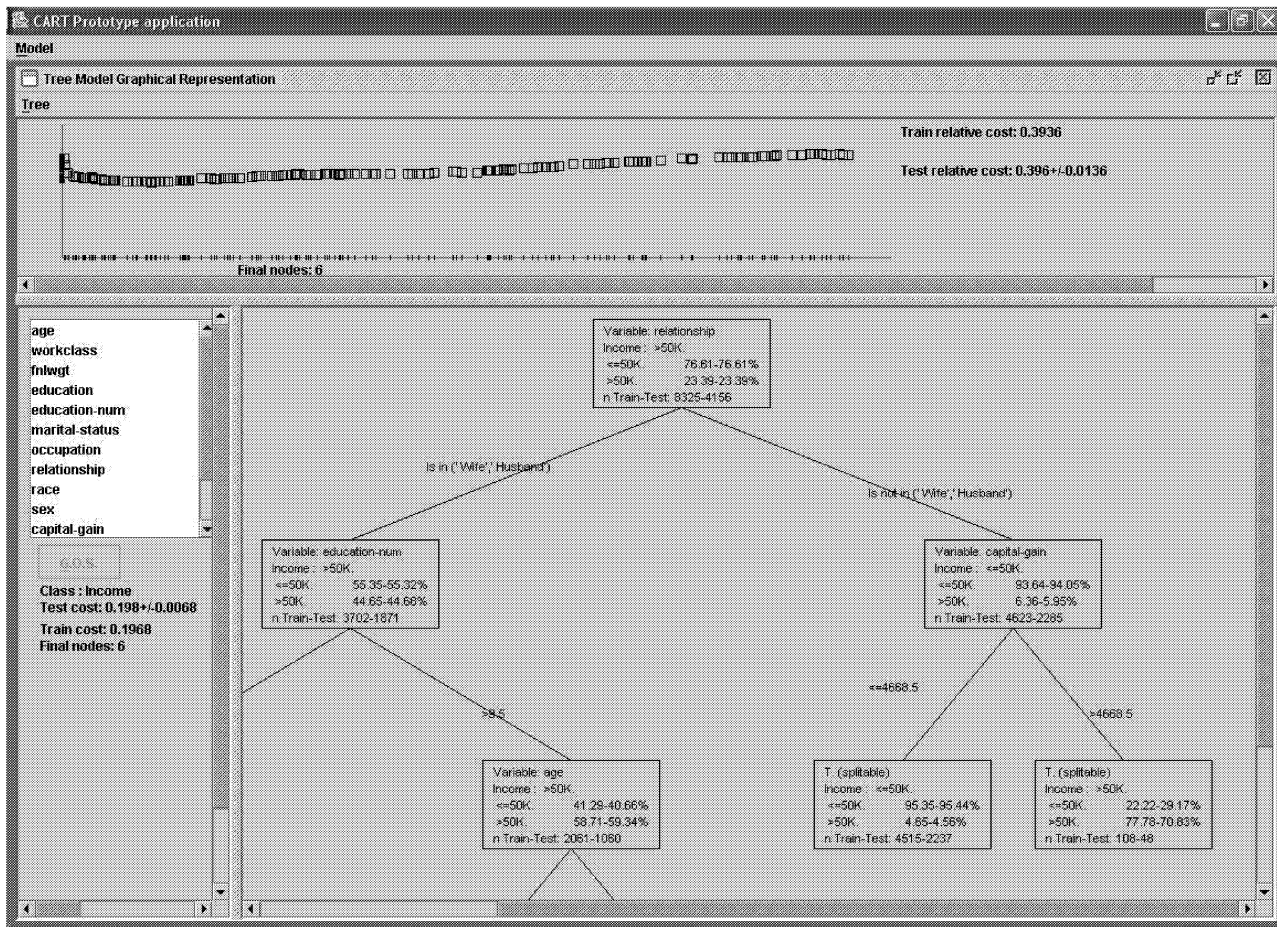 CART Prototype application
Model
Tree Model Graphical Representation
Tree
Train relative cost: 0.3936
Test relative cost: 0.396+/-0.0136
Final nodes: 6
age
workclass
fnlwgt
education
education-num
marital-status
occupation
relationship
race
sex
capital-gain
G.O.S.
Class : Income
Test cost: 0.198+/-0.0068
Train cost: 0.1968
Final nodes: 6
Variable: relationship
Income : >50K.
<=50K. 76.61-76.61%
>50K. 23.39-23.39%
n Train-Test: 8325-4156
Is in (' Wife',' Husband')
Is not in (' Wife',' Husband')
Variable: education-num
Income : >50K.
<=50K. 55.35-55.32%
>50K. 44.65-44.68%
n Train-Test: 3702-1871
Variable: capital-gain
Income : <=50K.
<=50K. 93.64-94.05%
>50K. 6.36-5.95%
n Train-Test: 4623-2285
>9.5
<=4668.5
>4668.5
Variable: age
Income : >50K.
<=50K. 41.29-40.66%
>50K. 58.71-59.34%
n Train-Test: 2061-1060
T. (splitable)
Income : <=50K.
<=50K. 95.35-95.44%
>50K. 4.65-4.56%
n Train-Test: 4515-2237
T. (splitable)
Income : >50K.
<=50K. 22.22-29.17%
>50K. 77.78-70.83%
n Train-Test: 108-48